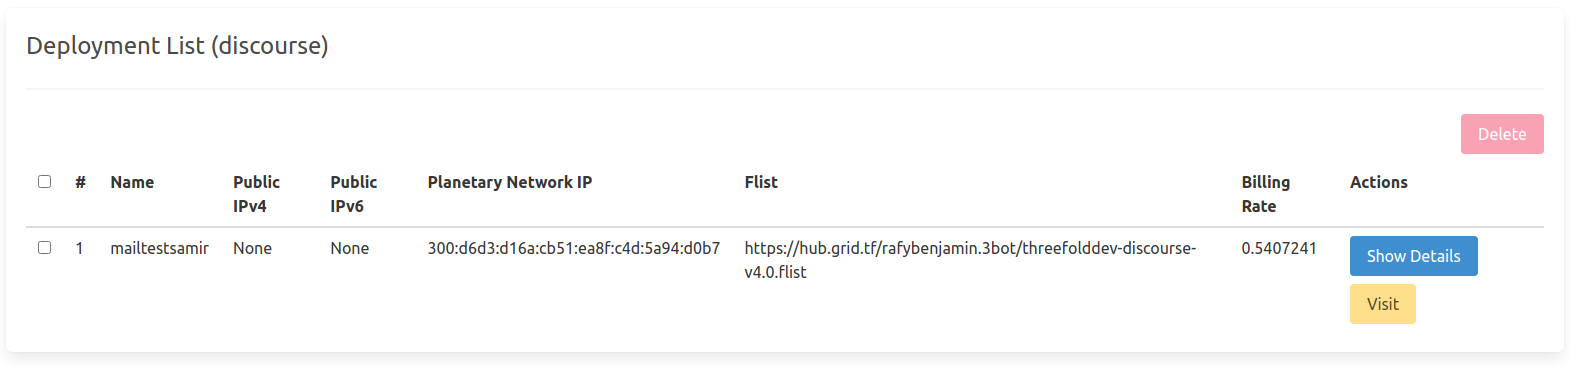 Deployment List (discourse)
Delete
# Name Public IPv4 Public IPv6 Planetary Network IP Flist Billing Rate Actions
1 mailtestsamir None None 300:d6d3:d16a:cb51:ea8f:c4d:5a94:d0b7 https://hub.grid.tf/rafybenjamin.3bot/threefolddev-discourse-v4.0.flist 0.5407241 Show Details
Visit